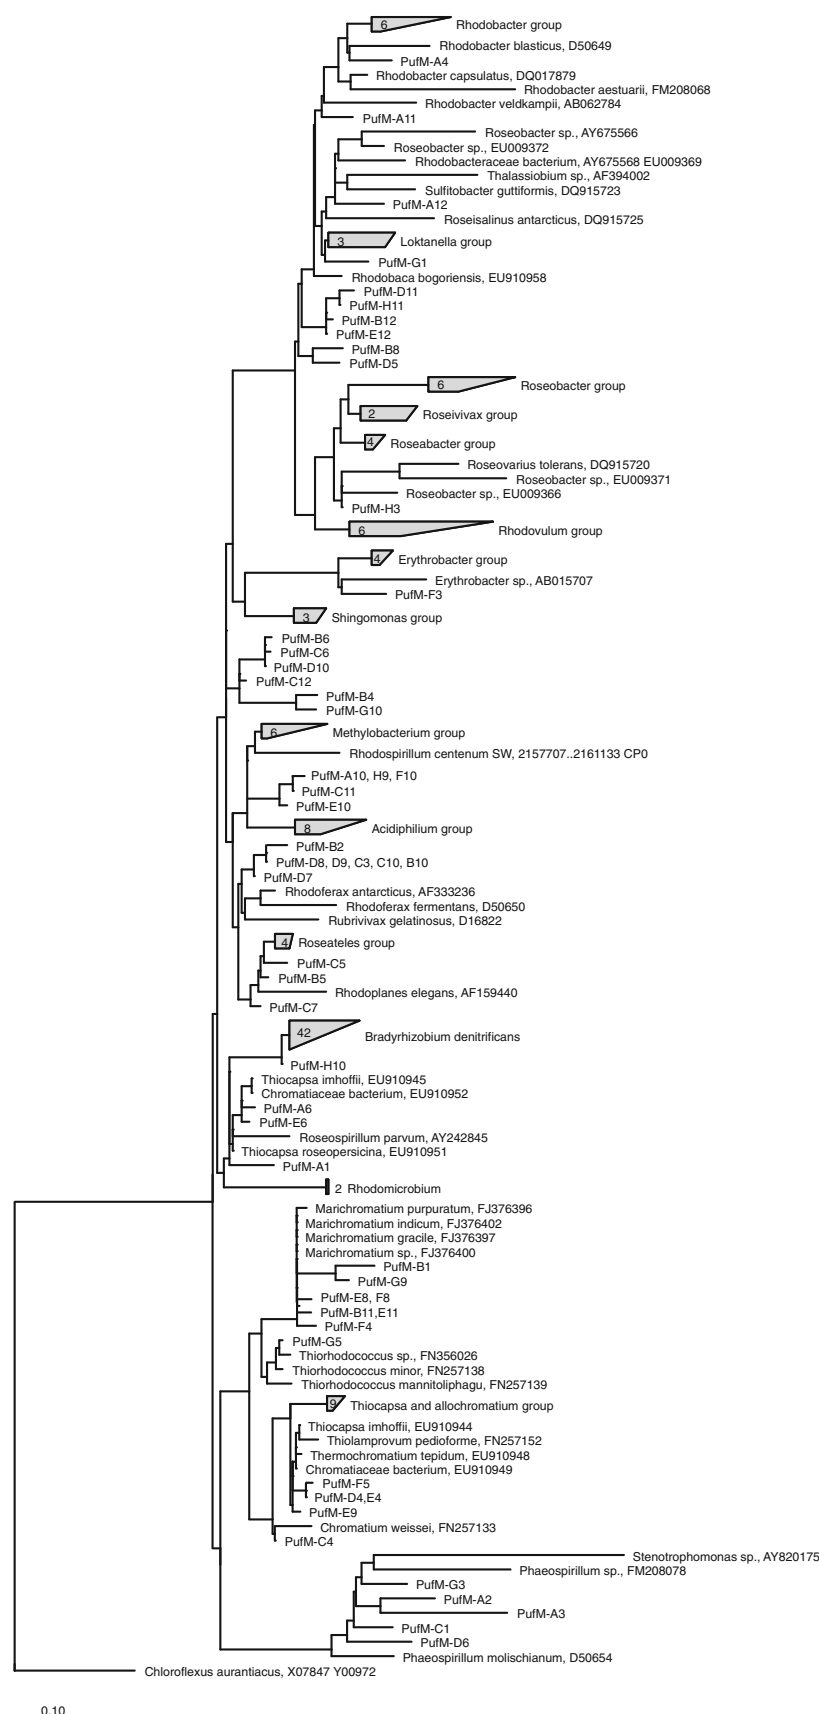 6 Rhodobacter group
Rhodobacter blasticus, D50649
PufM-A4
Rhodobacter capsulatus, DQ017879
Rhodobacter aestuarii, FM208068
Rhodobacter veldkampii, AB062784
PufM-A11
Roseobacter sp., AY675566
Roseobacter sp., EU009372
Rhodobacteraceae bacterium, AY675568 EU009369
Thalassiobium sp., AF394002
Sulfitobacter guttiformis, DQ915723
PufM-A12
Roseisalinus antarcticus, DQ915725
3 Loktanella group
PufM-G1
Rhodobaca bogoriensis, EU910958
PufM-D11
PufM-H11
PufM-B12
PufM-E12
PufM-B8
PufM-D5
6 Roseobacter group
2 Roseivivax group
4 Roseabacter group
Roseovarius tolerans, DQ915720
Roseobacter sp., EU009371
Roseobacter sp., EU009366
PufM-H3
6 Rhodovulum group
4 Erythrobacter group
Erythrobacter sp., AB015707
PufM-F3
3 Shingomonas group
PufM-B6
PufM-C6
PufM-D10
PufM-C12
PufM-B4
PufM-G10
6 Methylobacterium group
Rhodospirillum centenum SW, 2157707..2161133 CP0
PufM-A10, H9, F10
PufM-C11
PufM-E10
8 Acidiphilium group
PufM-B2
PufM-D8, D9, C3, C10, B10
PufM-D7
Rhodoferax antarcticus, AF333236
Rhodoferax fermentans, D50650
Rubrivivax gelatinosus, D16822
4 Roseateles group
PufM-C5
PufM-B5
Rhodoplanes elegans, AF159440
PufM-C7
42 Bradyrhizobium denitrificans
PufM-H10
Thiocapsa imhoffii, EU910945
Chromatiaceae bacterium, EU910952
PufM-A6
PufM-E6
Roseospirillum parvum, AY242845
Thiocapsa roseopersicina, EU910951
PufM-A1
2 Rhodomicrobium
Marichromatium purpuratum, FJ376396
Marichromatium indicum, FJ376402
Marichromatium gracile, FJ376397
Marichromatium sp., FJ376400
PufM-B1
PufM-G9
PufM-E8, F8
PufM-B11,E11
PufM-F4
PufM-G5
Thiorhodococcus sp., FN356026
Thiorhodococcus minor, FN257138
Thiorhodococcus mannitoliphagu, FN257139
9 Thiocapsa and allochromatium group
Thiocapsa imhoffii, EU910944
Thiolamprovum pedioforme, FN257152
Thermochromatium tepidum, EU910948
Chromatiaceae bacterium, EU910949
PufM-F5
PufM-D4,E4
PufM-E9
Chromatium weissei, FN257133
PufM-C4
Stenotrophomonas sp., AY820175
Phaeospirillum sp., FM208078
PufM-G3
PufM-A2
PufM-A3
PufM-C1
PufM-D6
Phaeospirillum molischianum, D50654
Chloroflexus aurantiacus, X07847 Y00972
0.10